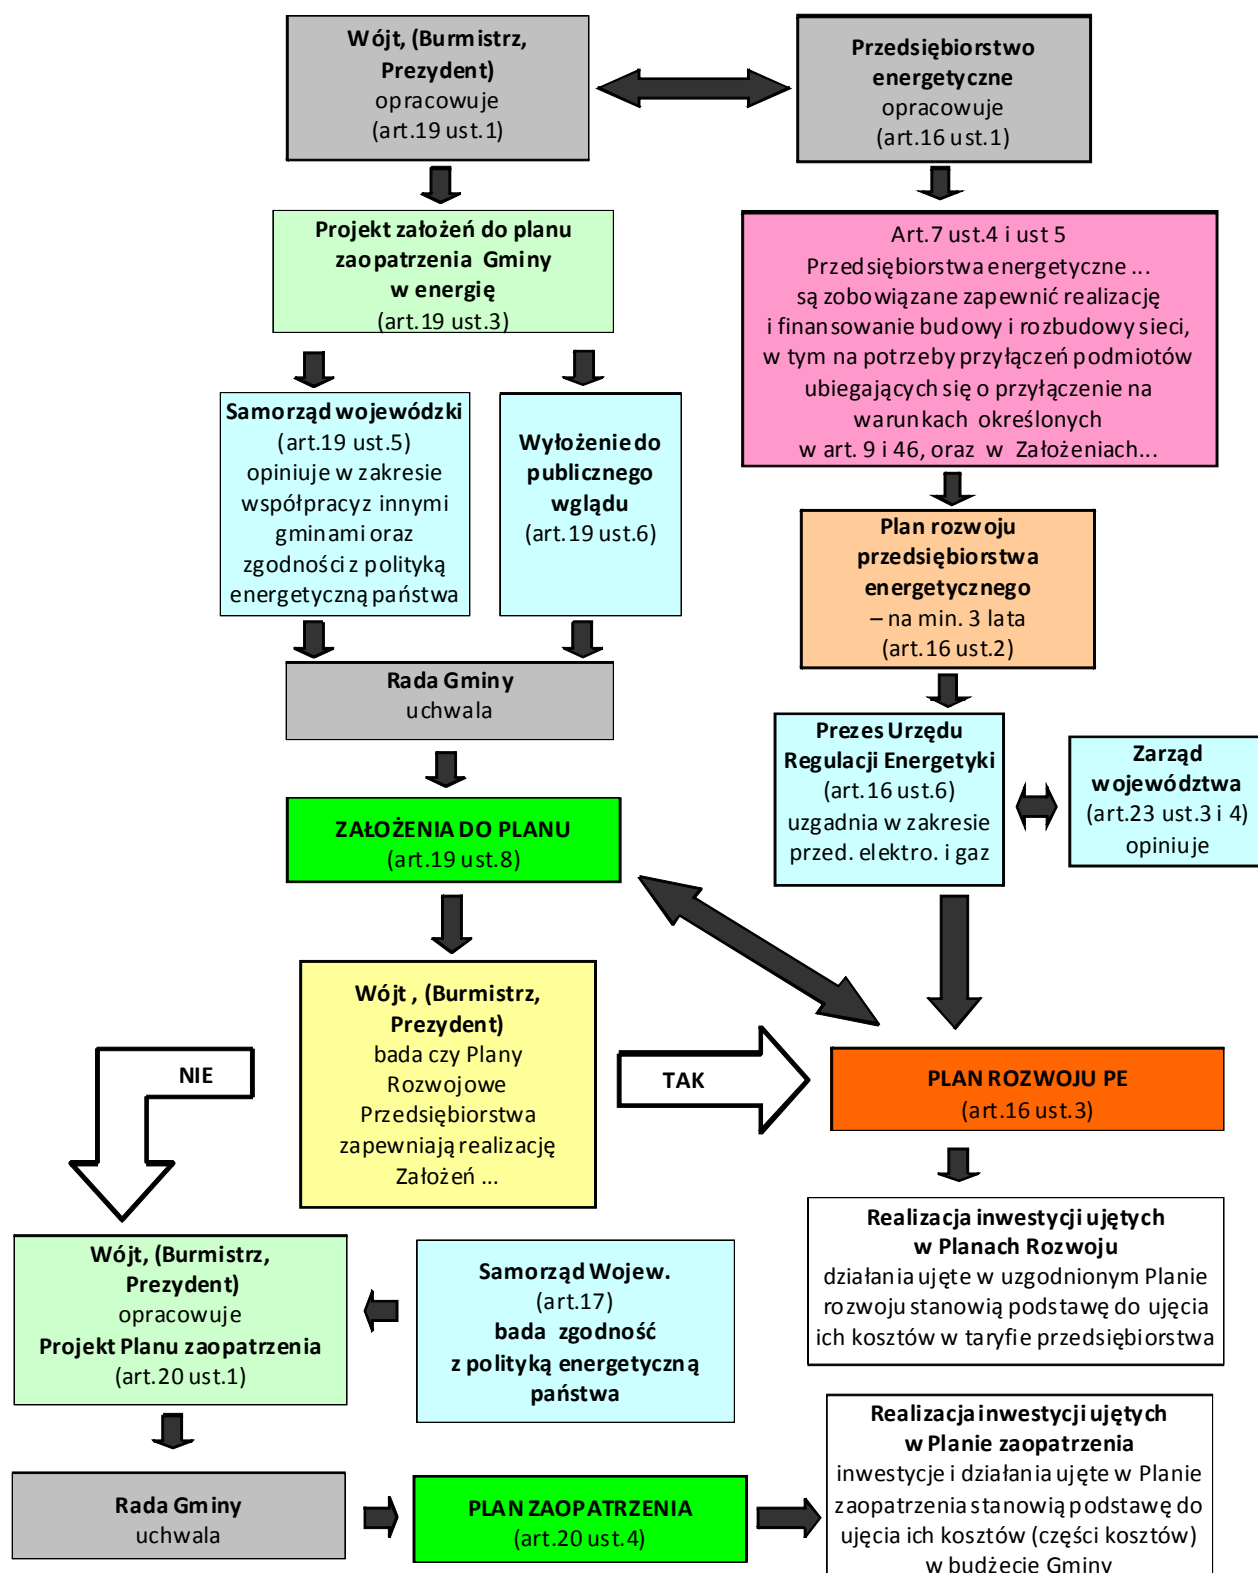 Wójt, (Burmistrz,
Prezydent)
opracowuje
(art.19 ust.1)
Przedsiębiorstwo
energetyczne
opracowuje
(art.16 ust.1)
Projekt założeń do planu
zaopatrzenia Gminy
w energię
(art.19 ust.3)
Art.7 ust.4 i ust 5
Przedsiębiorstwa energetyczne ...
są zobowiązane zapewnić realizację
i finansowanie budowy i rozbudowy sieci,
w tym na potrzeby przyłączeń podmiotów
ubiegających się o przyłączenie na
warunkach określonych
w art. 9 i 46, oraz w Założeniach...
Samorząd wojewódzki
(art.19 ust.5)
opiniuje w zakresie
współpracy z innymi
gminami oraz
zgodności z polityką
energetyczną państwa
Wyłożenie do
publicznego
wglądu
(art.19 ust.6)
Plan rozwoju
przedsiębiorstwa
energetycznego
– na min. 3 lata
(art.16 ust.2)
Rada Gminy
uchwala
Prezes Urzędu
Regulacji Energetyki
(art.16 ust.6)
uzgadnia w zakresie
przed. elektro. i gaz
Zarząd
województwa
(art.23 ust.3 i 4)
opiniuje
ZAŁOŻENIA DO PLANU
(art.19 ust.8)
Wójt , (Burmistrz,
Prezydent)
bada czy Plany
Rozwojowe
Przedsiębiorstwa
zapewniają realizację
Założeń ...
NIE
TAK
PLAN ROZWOJU PE
(art.16 ust.3)
Realizacja inwestycji ujętych
w Planach Rozwoju
działania ujęte w uzgodnionym Planie
rozwoju stanowią podstawę do ujęcia
ich kosztów w taryfie przedsiębiorstwa
Wójt, (Burmistrz,
Prezydent)
opracowuje
Projekt Planu zaopatrzenia
(art.20 ust.1)
Samorząd Wojew.
(art.17)
bada zgodność
z polityką energetyczną
państwa
Rada Gminy
uchwala
PLAN ZAOPATRZENIA
(art.20 ust.4)
Realizacja inwestycji ujętych
w Planie zaopatrzenia
inwestycje i działania ujęte w Planie
zaopatrzenia stanowią podstawę do
ujęcia ich kosztów (części kosztów)
w budżecie Gminy